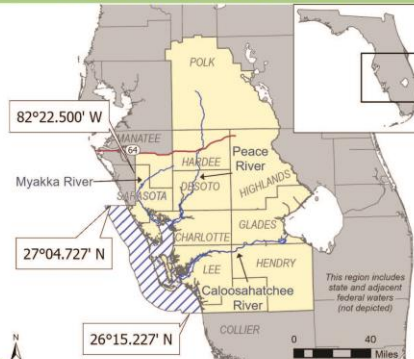 POLK
82°22.500' W
MANATEE
64
HARDEE
Peace
River
Myakka River
DESOTO
HIGHLANDS
SARASOTA
27°04.727' N
CHARLOTTE
GLADES
LEE
HENDRY
Caloosahatchee
River
This region includes
state and adjacent
federal waters
(not depicted)
26°15.227' N
COLLIER
N
0
40
Miles